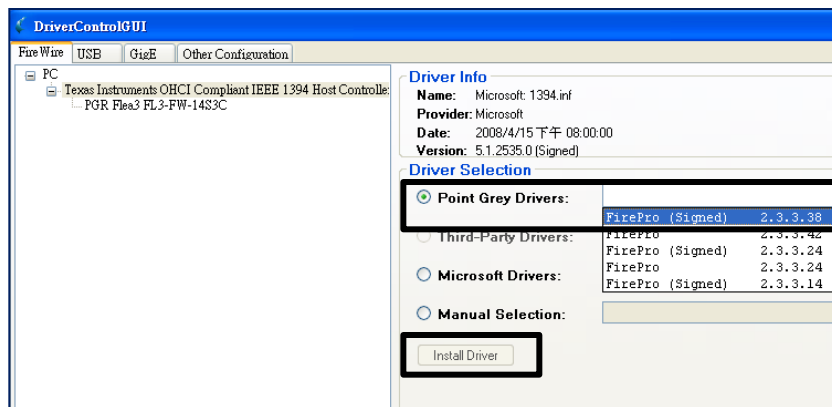 DriverControlGUI
FireWire USB GigE Other Configuration
PC
Texas Instruments OHCI Compliant IEEE 1394 Host Controlle
PGR Flea3 FL3-FW-14S3C
Driver Info
Name: Microsoft: 1394.inf
Provider: Microsoft
Date: 2008/4/15 下午 08:00:00
Version: 5.1.2535.0 (Signed)
Driver Selection
Point Grey Drivers:
FirePro (Signed) 2.3.3.38
FirePro 2.3.3.42
Third-Party Drivers:
FirePro (Signed) 2.3.3.24
FirePro 2.3.3.24
Microsoft Drivers:
FirePro (Signed) 2.3.3.14
Manual Selection:
Install Driver